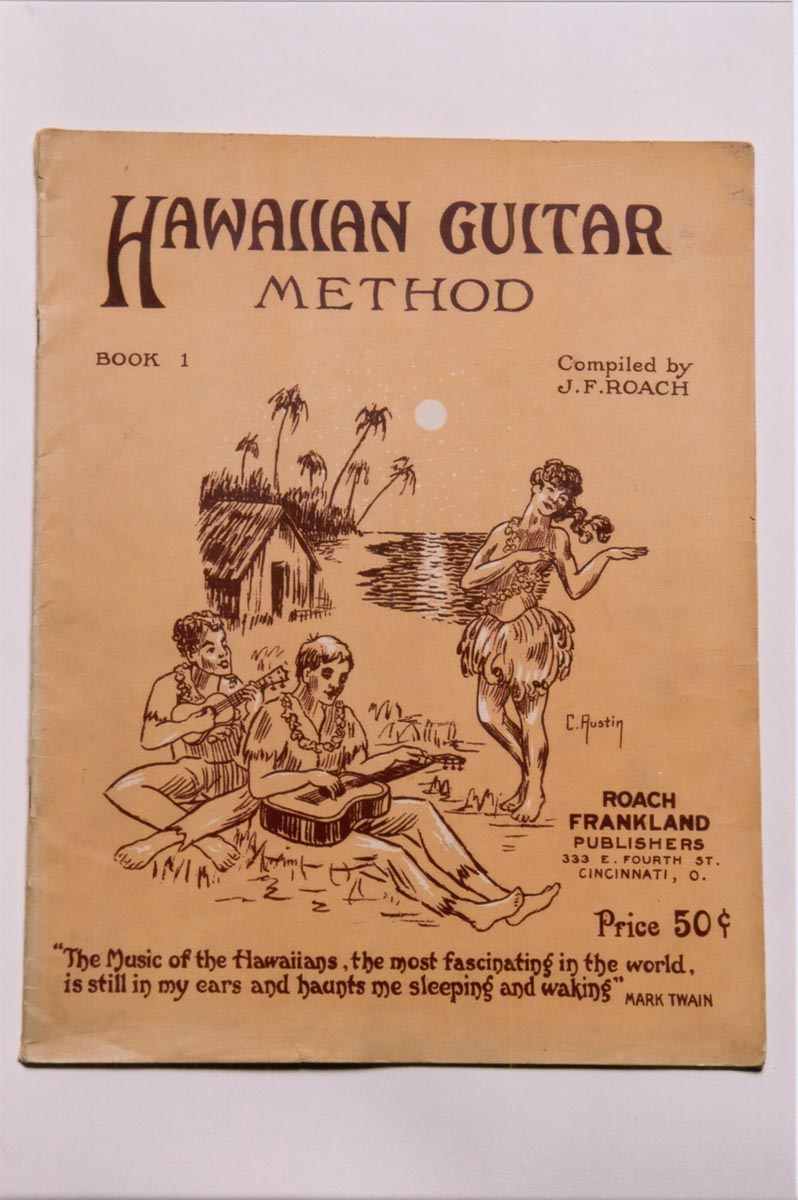 HAWAIIAN GUITAR
METHOD
BOOK 1
Compiled by
J.F. ROACH
C. Austin
ROACH
FRANKLAND
PUBLISHERS
333 E. FOURTH ST.
CINCINNATI, O.
Price 50¢
"The Music of the Hawaiians, the most fascinating in the world,
is still in my ears and haunts me sleeping and waking" MARK TWAIN